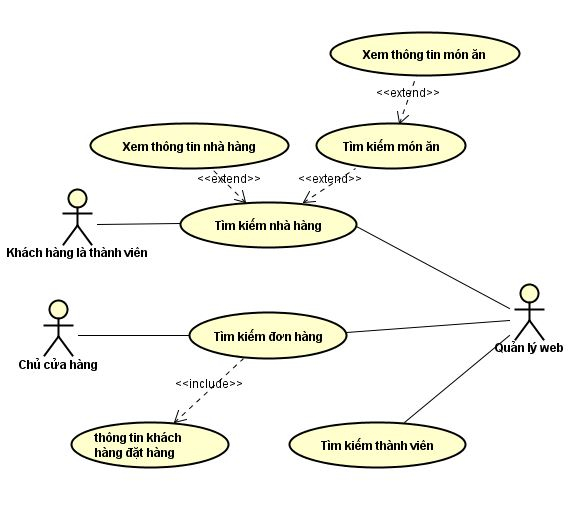 Xem thông tin món ăn
<<extend>>
Xem thông tin nhà hàng
Tìm kiếm món ăn
<<extend>>
<<extend>>
Tìm kiếm nhà hàng
Khách hàng là thành viên
Tìm kiếm đơn hàng
Quản lý web
Chủ cửa hàng
<<include>>
thông tin khách
hàng đặt hàng
Tìm kiếm thành viên